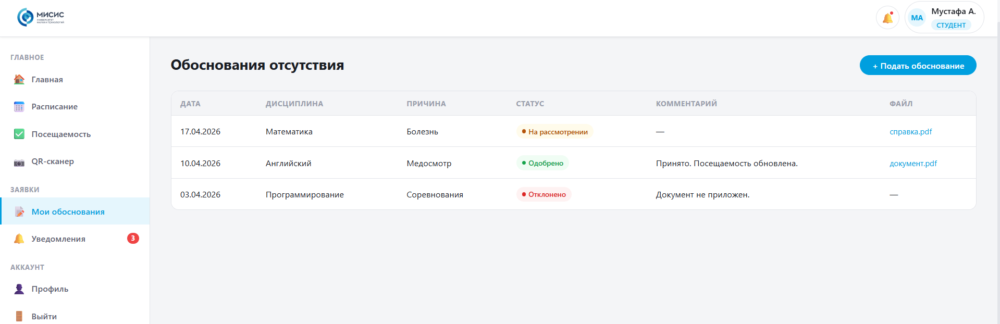 МИСИС
УНИВЕРСИТЕТ
НАУКИ И ТЕХНОЛОГИЙ
МА
Мустафа А.
СТУДЕНТ
ГЛАВНОЕ
Главная
Расписание
Посещаемость
QR-сканер
ЗАЯВКИ
Мои обоснования
Уведомления 3
АККАУНТ
Профиль
Выйти
Обоснования отсутствия
+ Подать обоснование
ДАТА ДИСЦИПЛИНА ПРИЧИНА СТАТУС КОММЕНТАРИЙ ФАЙЛ
17.04.2026 Математика Болезнь На рассмотрении — справка.pdf
10.04.2026 Английский Медосмотр Одобрено Принято. Посещаемость обновлена. документ.pdf
03.04.2026 Программирование Соревнования Отклонено Документ не приложен. —